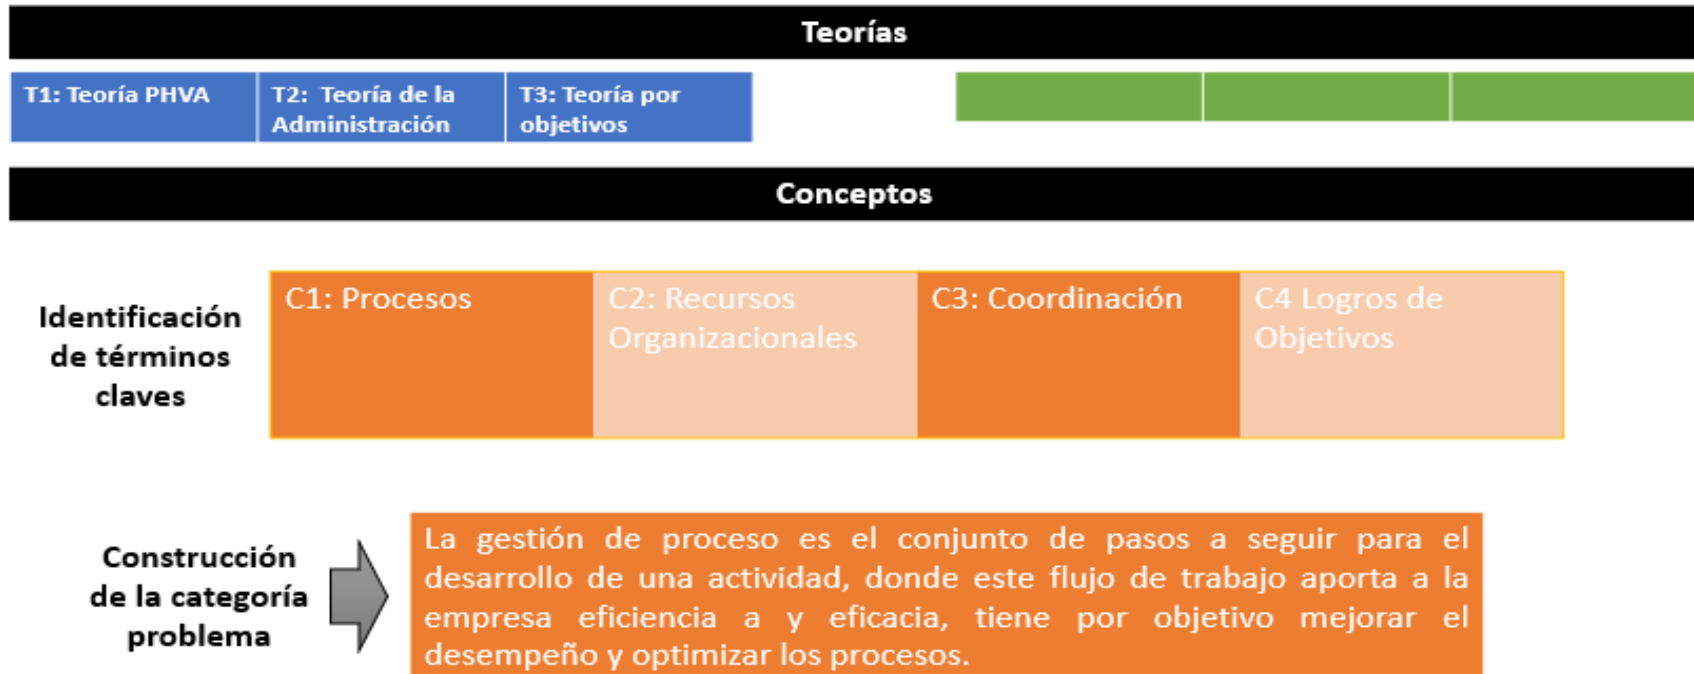 Teorías
T1: Teoría PHVA
T2: Teoría de la
Administración
T3: Teoría por
objetivos
Conceptos
Identificación
de términos
claves
C1: Procesos
C2: Recursos
Organizacionales
C3: Coordinación
C4 Logros de
Objetivos
Construcción
de la categoría
problema
La gestión de proceso es el conjunto de pasos a seguir para el
desarrollo de una actividad, donde este flujo de trabajo aporta a la
empresa eficiencia a y eficacia, tiene por objetivo mejorar el
desempeño y optimizar los procesos.